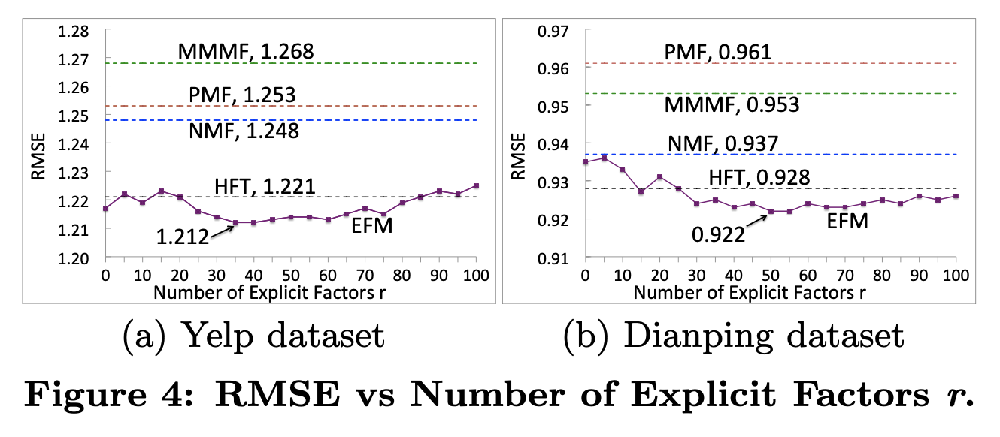 1.28
1.27
1.26
1.25
1.24
1.23
1.22
1.21
1.20
RMSE
MMMF, 1.268
PMF, 1.253
NMF, 1.248
HFT, 1.221
1.212
EFM
0 10 20 30 40 50 60 70 80 90 100
Number of Explicit Factors r
(a) Yelp dataset
0.97
0.96
0.95
0.94
0.93
0.92
0.91
RMSE
PMF, 0.961
MMMF, 0.953
NMF, 0.937
HFT, 0.928
0.922
EFM
0 10 20 30 40 50 60 70 80 90 100
Number of Explicit Factors r
(b) Dianping dataset
Figure 4: RMSE vs Number of Explicit Factors r.